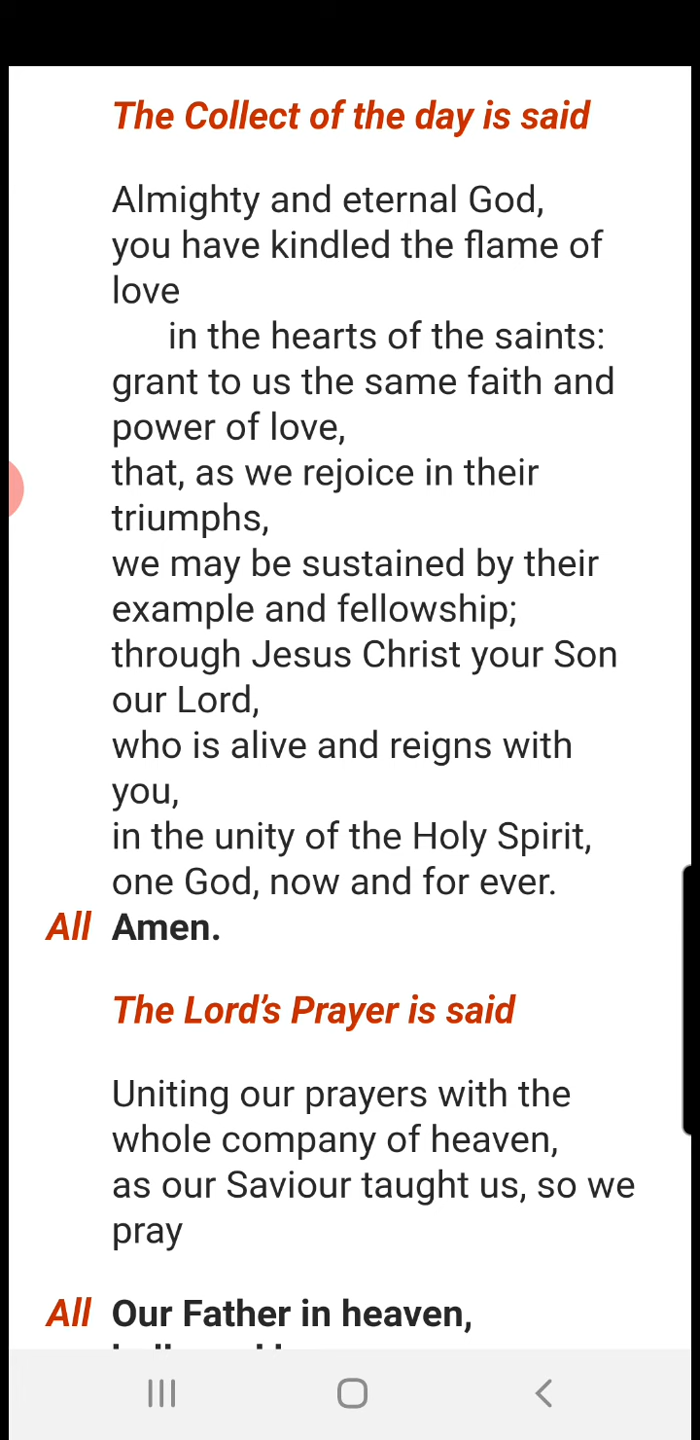 The Collect of the day is said
Almighty and eternal God,
you have kindled the flame of
love
in the hearts of the saints:
grant to us the same faith and
power of love,
that, as we rejoice in their
triumphs,
we may be sustained by their
example and fellowship;
through Jesus Christ your Son
our Lord,
who is alive and reigns with
you,
in the unity of the Holy Spirit,
one God, now and for ever.
All Amen.
The Lord’s Prayer is said
Uniting our prayers with the
whole company of heaven,
as our Saviour taught us, so we
pray
All Our Father in heaven,